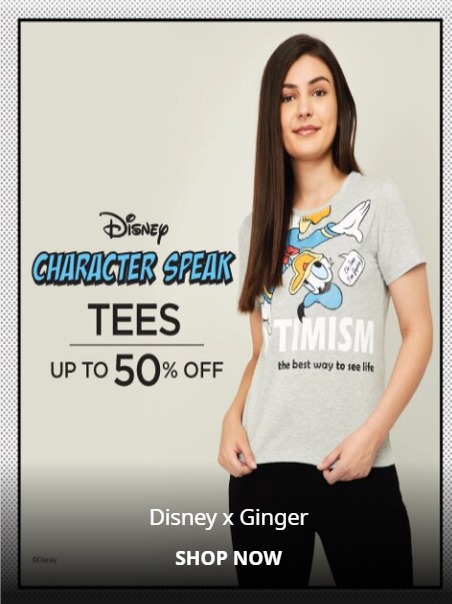 Disney
CHARACTER SPEAK
TEES
UP TO 50% OFF
TIMISM
the best way to see life
Disney x Ginger
SHOP NOW
©Disney